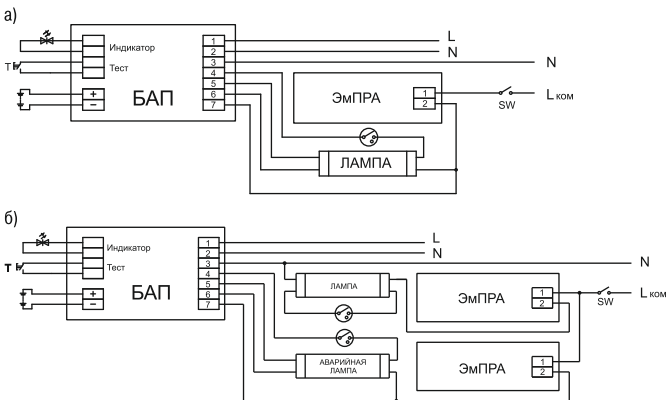 а)
L
N
N
Индикатор
Тест
Т
+
−
БАП
1
2
3
4
5
6
7
ЭмПРА
1
2
SW
L ком
ЛАМПА
б)
L
N
N
Индикатор
Тест
Т
+
−
БАП
1
2
3
4
5
6
7
ЛАМПА
ЭмПРА
1
2
SW
L ком
АВАРИЙНАЯ
ЛАМПА
ЭмПРА
1
2